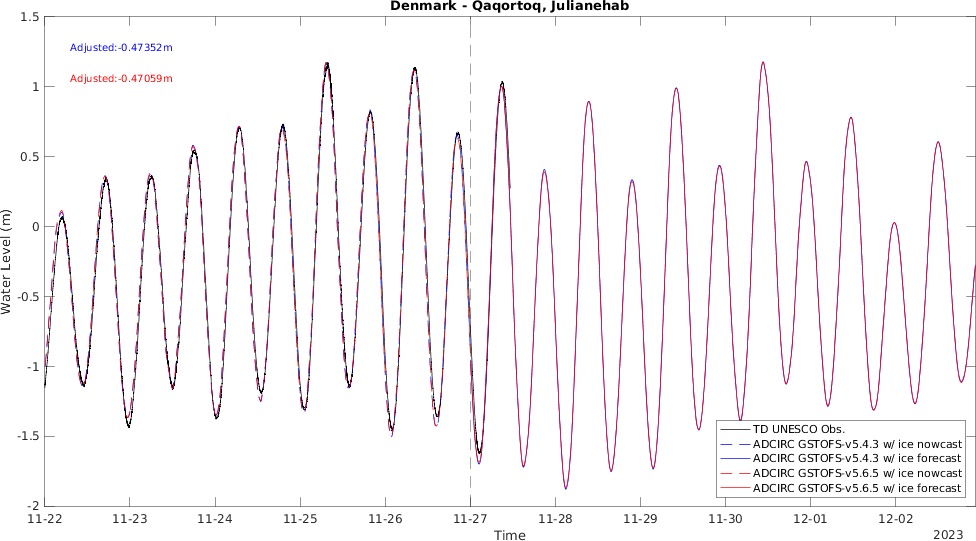 Denmark - Qaqortoq, Julianehab
1.5
Adjusted:-0.47352m
Adjusted:-0.47059m
1
0.5
0
-0.5
-1
-1.5
-2
Water Level (m)
TD UNESCO Obs.
ADCIRC GSTOFS-v5.4.3 w/ ice nowcast
ADCIRC GSTOFS-v5.4.3 w/ ice forecast
ADCIRC GSTOFS-v5.6.5 w/ ice nowcast
ADCIRC GSTOFS-v5.6.5 w/ ice forecast
11-22 11-23 11-24 11-25 11-26 11-27 11-28 11-29 11-30 12-01 12-02
Time
2023